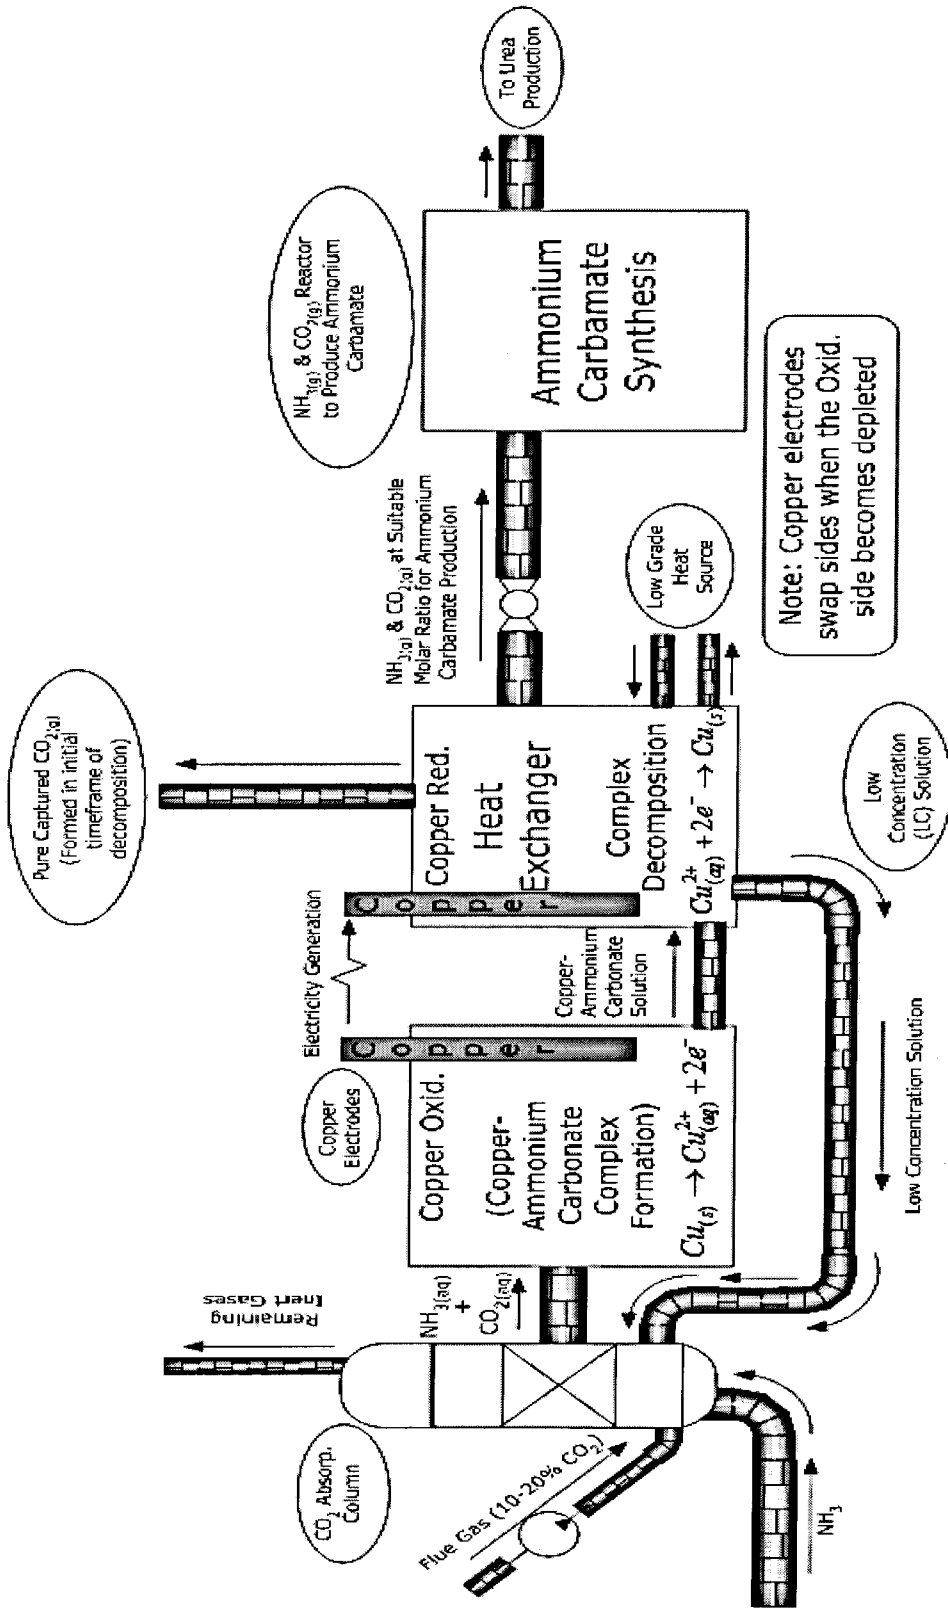 CO2 Absorp.
Column
Remaining
Inert Gases
Flue Gas (10-20% CO2)
NH3
NH3(aq)
+
CO2(aq)
Copper
Electrodes
Copper Oxid.
(Copper-
Ammonium
Carbonate
Complex
Formation)
Cu(s) → Cu2+(aq) + 2e-
Copper
Electricity Generation
Copper-
Ammonium
Carbonate
Solution
Copper
Pure Captured CO2(g)
(Formed in initial
timeframe of
decomposition)
Copper Red.
Heat
Exchanger
Complex
Decomposition
Cu2+(aq) + 2e- → Cu(s)
Low Grade
Heat
Source
NH3(g) & CO2(g) at Suitable
Molar Ratio for Ammonium
Carbamate Production
NH3(g) & CO2(g) Reactor
to Produce Ammonium
Carbamate
Ammonium
Carbamate
Synthesis
To Urea
Production
Low
Concentration
(LC) Solution
Low Concentration Solution
Note: Copper electrodes
swap sides when the Oxid.
side becomes depleted